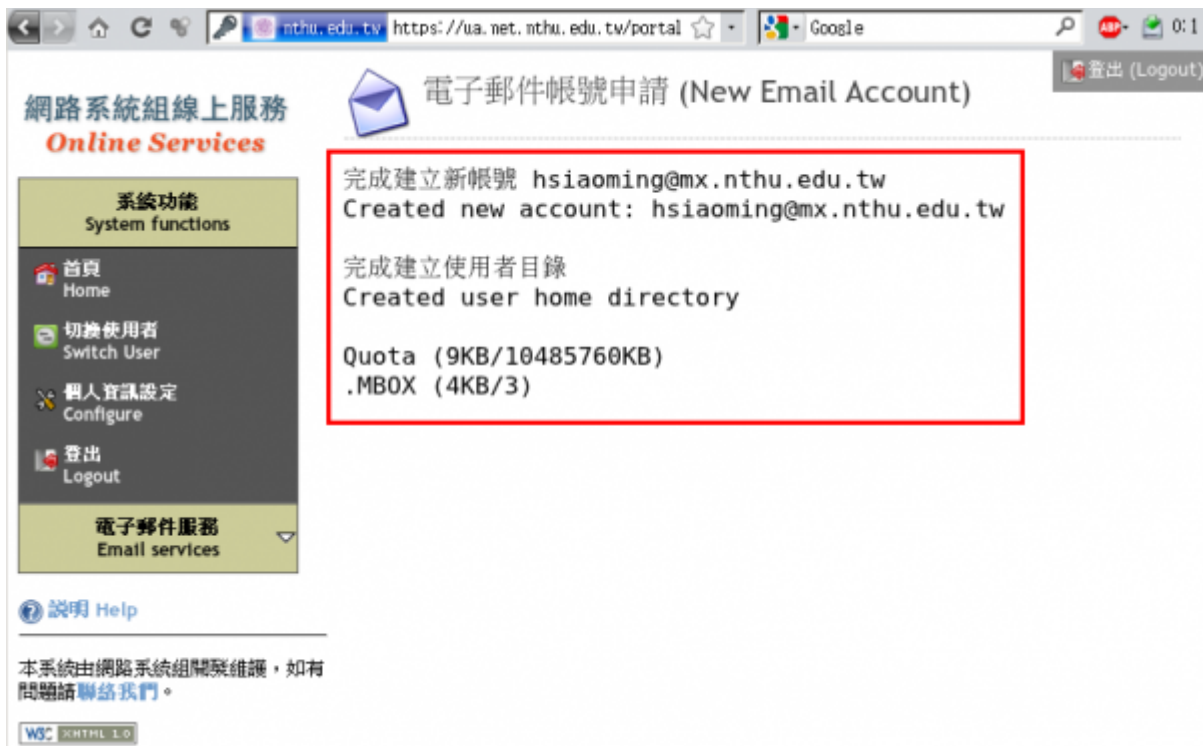 nthu.edu.tw https://ua.net.nthu.edu.tw/portal Google ABP 0:1
登出 (Logout)
網路系統組線上服務
Online Services
系統功能
System functions
首頁
Home
切換使用者
Switch User
個人資訊設定
Configure
登出
Logout
電子郵件服務
Email services
說明 Help
本系統由網路系統組開發維護，如有
問題請聯絡我們。
W3C XHTML 1.0
電子郵件帳號申請 (New Email Account)
完成建立新帳號 hsiaoming@mx.nthu.edu.tw
Created new account: hsiaoming@mx.nthu.edu.tw
完成建立使用者目錄
Created user home directory
Quota (9KB/10485760KB)
.MBOX (4KB/3)